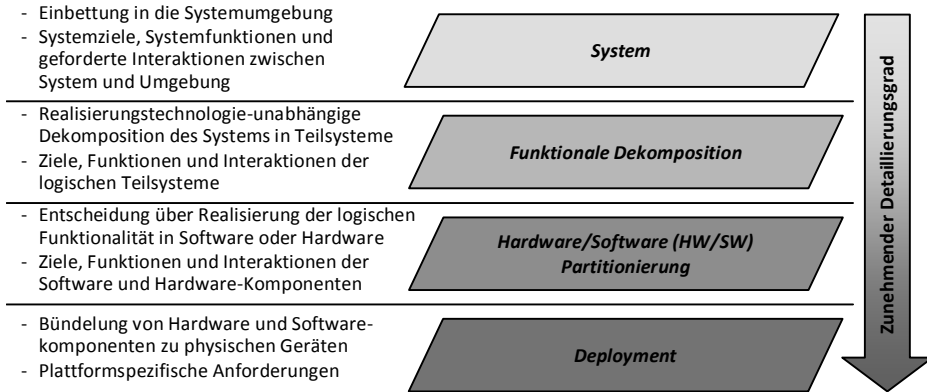 - Einbettung in die Systemumgebung
- Systemziele, Systemfunktionen und
geforderte Interaktionen zwischen
System und Umgebung
System
- Realisierungstechnologie-unabhängige
Dekomposition des Systems in Teilsysteme
- Ziele, Funktionen und Interaktionen der
logischen Teilsysteme
Funktionale Dekomposition
- Entscheidung über Realisierung der logischen
Funktionalität in Software oder Hardware
- Ziele, Funktionen und Interaktionen der
Software und Hardware-Komponenten
Hardware/Software (HW/SW)
Partitionierung
- Bündelung von Hardware und Software-
komponenten zu physischen Geräten
- Plattformspezifische Anforderungen
Deployment
Zunehmender Detaillierungsgrad